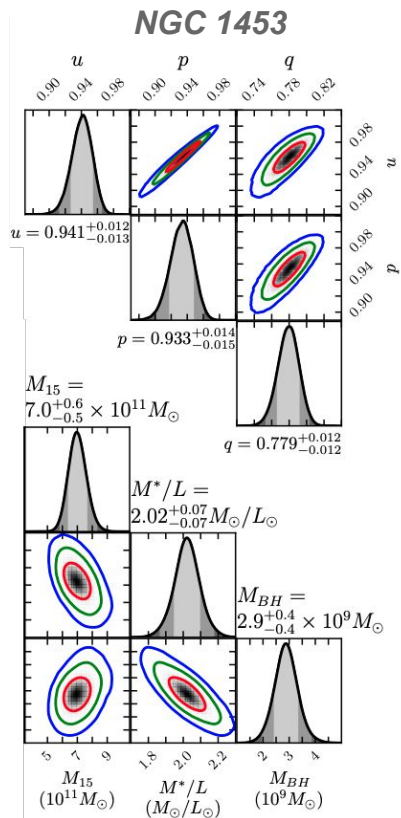 NGC 1453
u p q
0.90 0.94 0.98 0.90 0.94 0.98 0.74 0.78 0.82
0.98
0.94 u
0.90
u = 0.941+0.012 −0.013
0.98
0.94 p
0.90
p = 0.933+0.014 −0.015
M15 =
7.0+0.6 −0.5 × 10^11 M⊙
q = 0.779+0.012 −0.012
M*/L =
2.02+0.07 −0.07 M⊙/L⊙
MBH =
2.9+0.4 −0.4 × 10^9 M⊙
5 7 9 1.8 2.0 2.2 2 3 4
M15 M*/L MBH
(10^11 M⊙) (M⊙/L⊙) (10^9 M⊙)